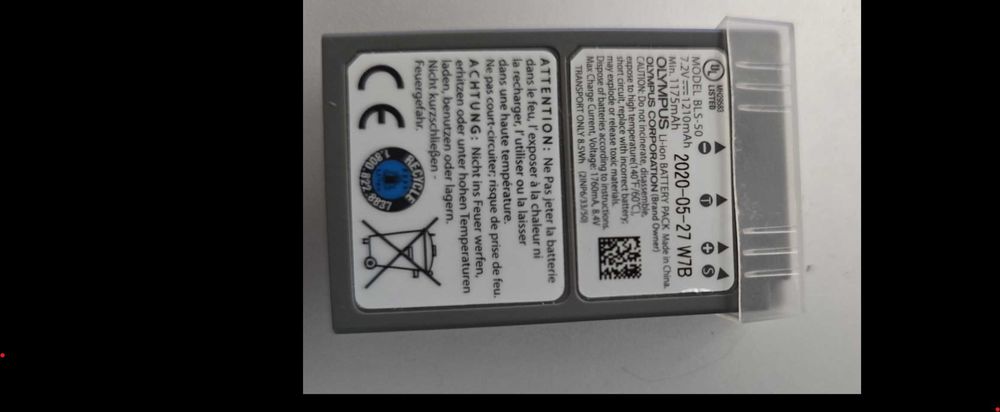 UL
LISTED
MH29883
MODEL BLS-50
7.2V⎓1210mAh
Min. 1175mAh
OLYMPUS Li-ion BATTERY PACK Made in China.
OLYMPUS CORPORATION(Brand Owner)
2020-05-27 W7B
CAUTION: Do not incinerate, disassemble,
expose to high temperature(140°F/60°C),
short circuit, replace with incorrect battery;
may explode or release toxic materials.
Dispose of batteries according to instructions.
Max Charge Current, Voltage: 1760mA, 8.4V
TRANSPORT ONLY 8.5Wh (2INP6/33/50)
− T + S
ATTENTION: Ne Pas jeter la batterie
dans le feu, l'exposer à la chaleur ni
la recharger, l'utiliser ou la laisser
dans une haute température.
Ne pas court-circuiter; risque de prise de feu.
ACHTUNG: Nicht ins Feuer werfen,
erhitzen oder unter hohen Temperaturen
laden, benutzen oder lagern.
Nicht kurzschließen -
Feuergefahr.
CE
RECYCLE
1.800.822.8837